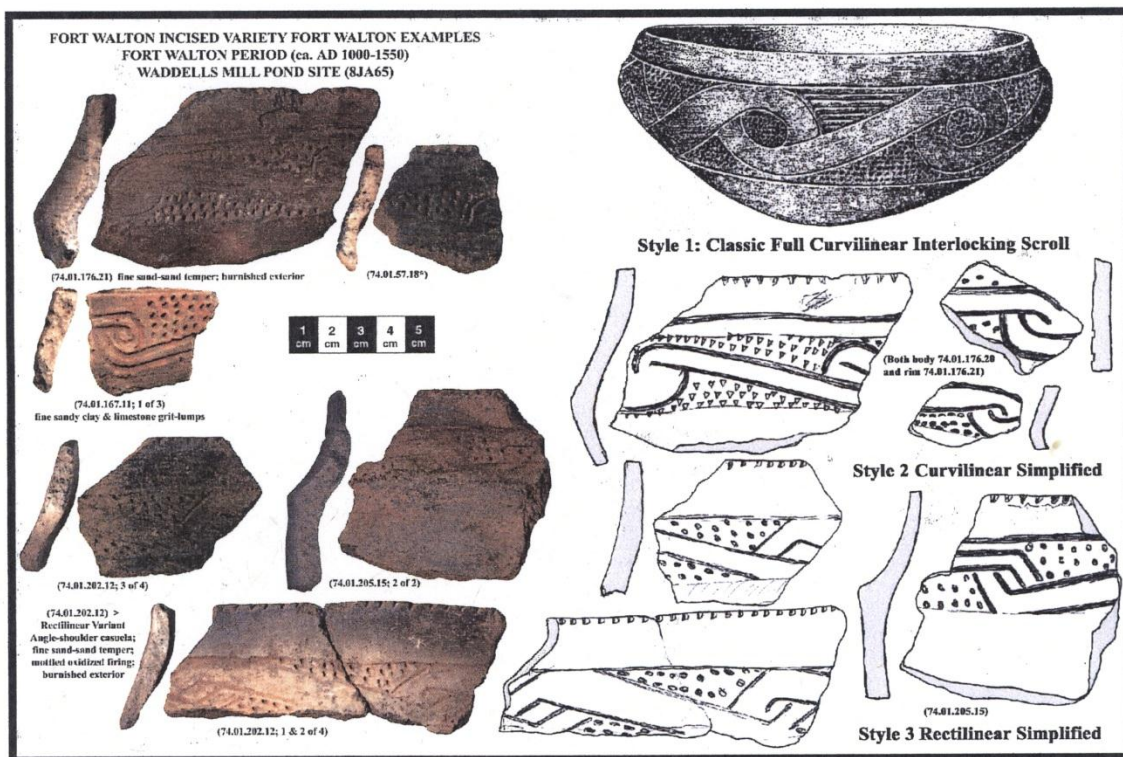 FORT WALTON INCISED VARIETY FORT WALTON EXAMPLES
FORT WALTON PERIOD (ca. AD 1000-1550)
WADDELLS MILL POND SITE (8JA65)
(74.01.176.21) fine sand-sand temper; burnished exterior
(74.01.57.18*)
(74.01.167.11; 1 of 3)
fine sandy clay & limestone grit-lumps
1 cm
2 cm
3 cm
4 cm
5 cm
(74.01.202.12; 3 of 4)
(74.01.205.15; 2 of 2)
(74.01.202.12) >
Rectilinear Variant
Angle-shoulder casuela;
fine sand-sand temper;
mottled oxidized firing;
burnished exterior
(74.01.202.12; 1 & 2 of 4)
Style 1: Classic Full Curvilinear Interlocking Scroll
(Both body 74.01.176.20
and rim 74.01.176.21)
Style 2 Curvilinear Simplified
(74.01.205.15)
Style 3 Rectilinear Simplified